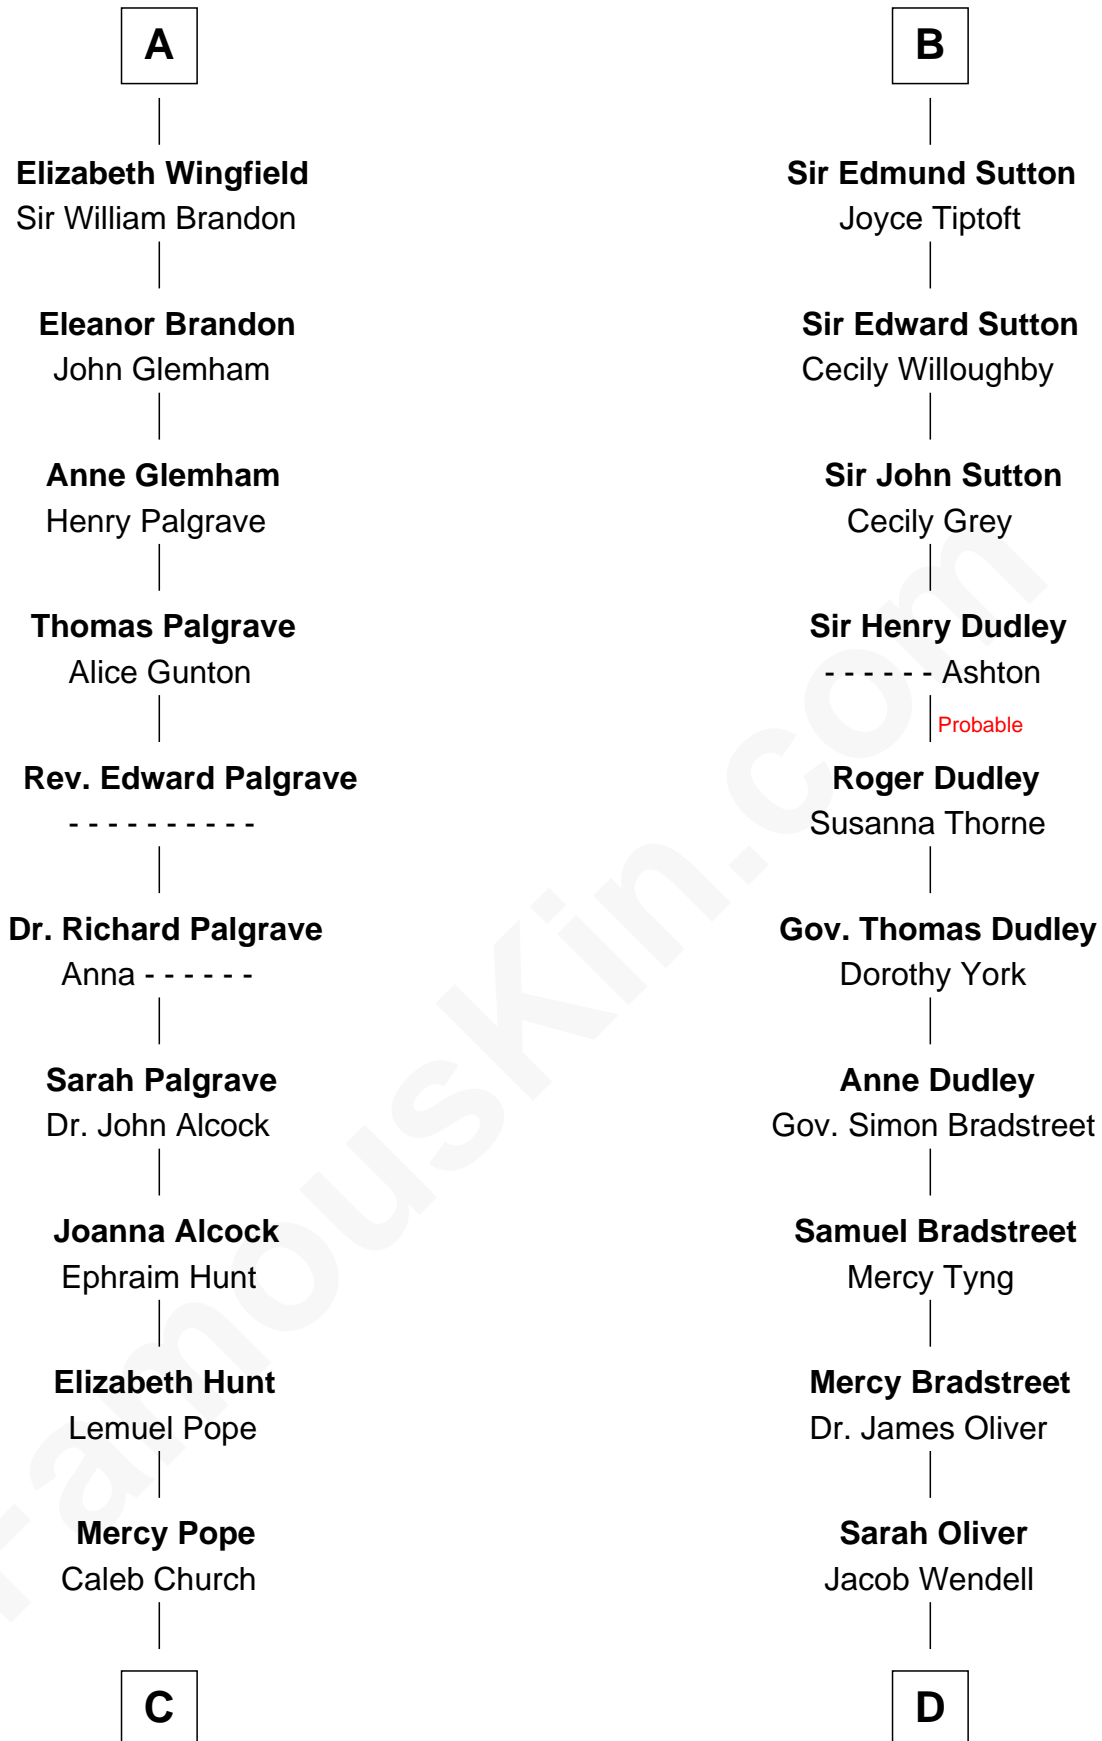 A
Elizabeth Wingfield
Sir William Brandon
Eleanor Brandon
John Glemham
Anne Glemham
Henry Palgrave
Thomas Palgrave
Alice Gunton
Rev. Edward Palgrave
- - - - - - - - - -
Dr. Richard Palgrave
Anna - - - - - -
Sarah Palgrave
Dr. John Alcock
Joanna Alcock
Ephraim Hunt
Elizabeth Hunt
Lemuel Pope
Mercy Pope
Caleb Church
C
B
Sir Edmund Sutton
Joyce Tiptoft
Sir Edward Sutton
Cecily Willoughby
Sir John Sutton
Cecily Grey
Sir Henry Dudley
- - - - - - Ashton
Probable
Roger Dudley
Susanna Thorne
Gov. Thomas Dudley
Dorothy York
Anne Dudley
Gov. Simon Bradstreet
Samuel Bradstreet
Mercy Tyng
Mercy Bradstreet
Dr. James Oliver
Sarah Oliver
Jacob Wendell
D
FamousKin.com